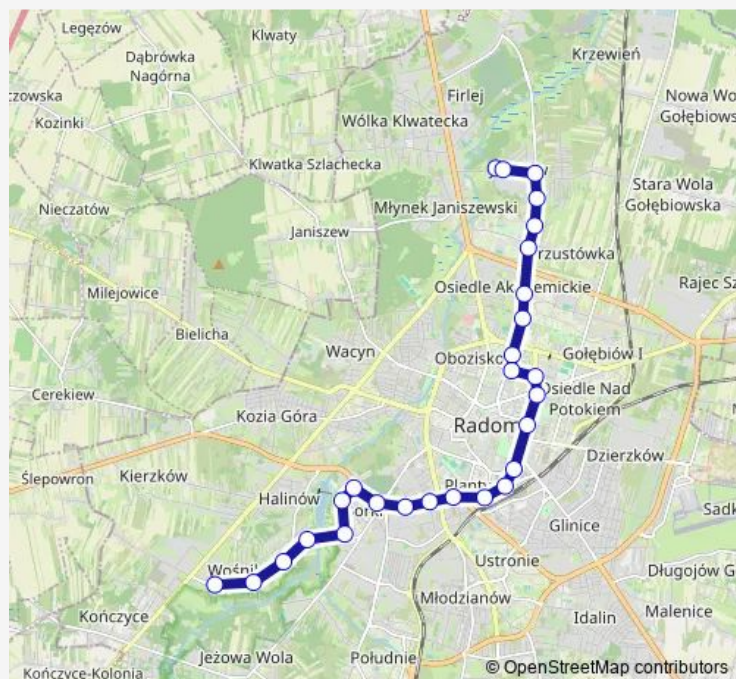 Legęzów
Klwaty
Krzewień
Dąbrówka
Nagórna
Firlej
Nowa Wo
Gołębiows
czowska
Kozinki
Wólka Klwatecka
Klwatka Szlachecka
Stara Wola
Gołębiowska
Nieczatów
Młynek Janiszewski
Janiszew
rzustówka
Milejowice
Osiedle Ak
emickie
Rajec Sz
Bielicha
Wacyn
Obozisko
Gołębiów I
Cerekiew
Osiedle Nad
Potokiem
Kozia Góra
Radom
Dzierzków
Ślepowron
Kierzków
Halinów
Plant
Sadk
Glinice
Ustronie
Wośni
Długojów G
Młodzianów
Kończyce
Idalin
Malenice
Jeżowa Wola
Południe
Kończyce-Kolonia
© OpenStreetMap contributors